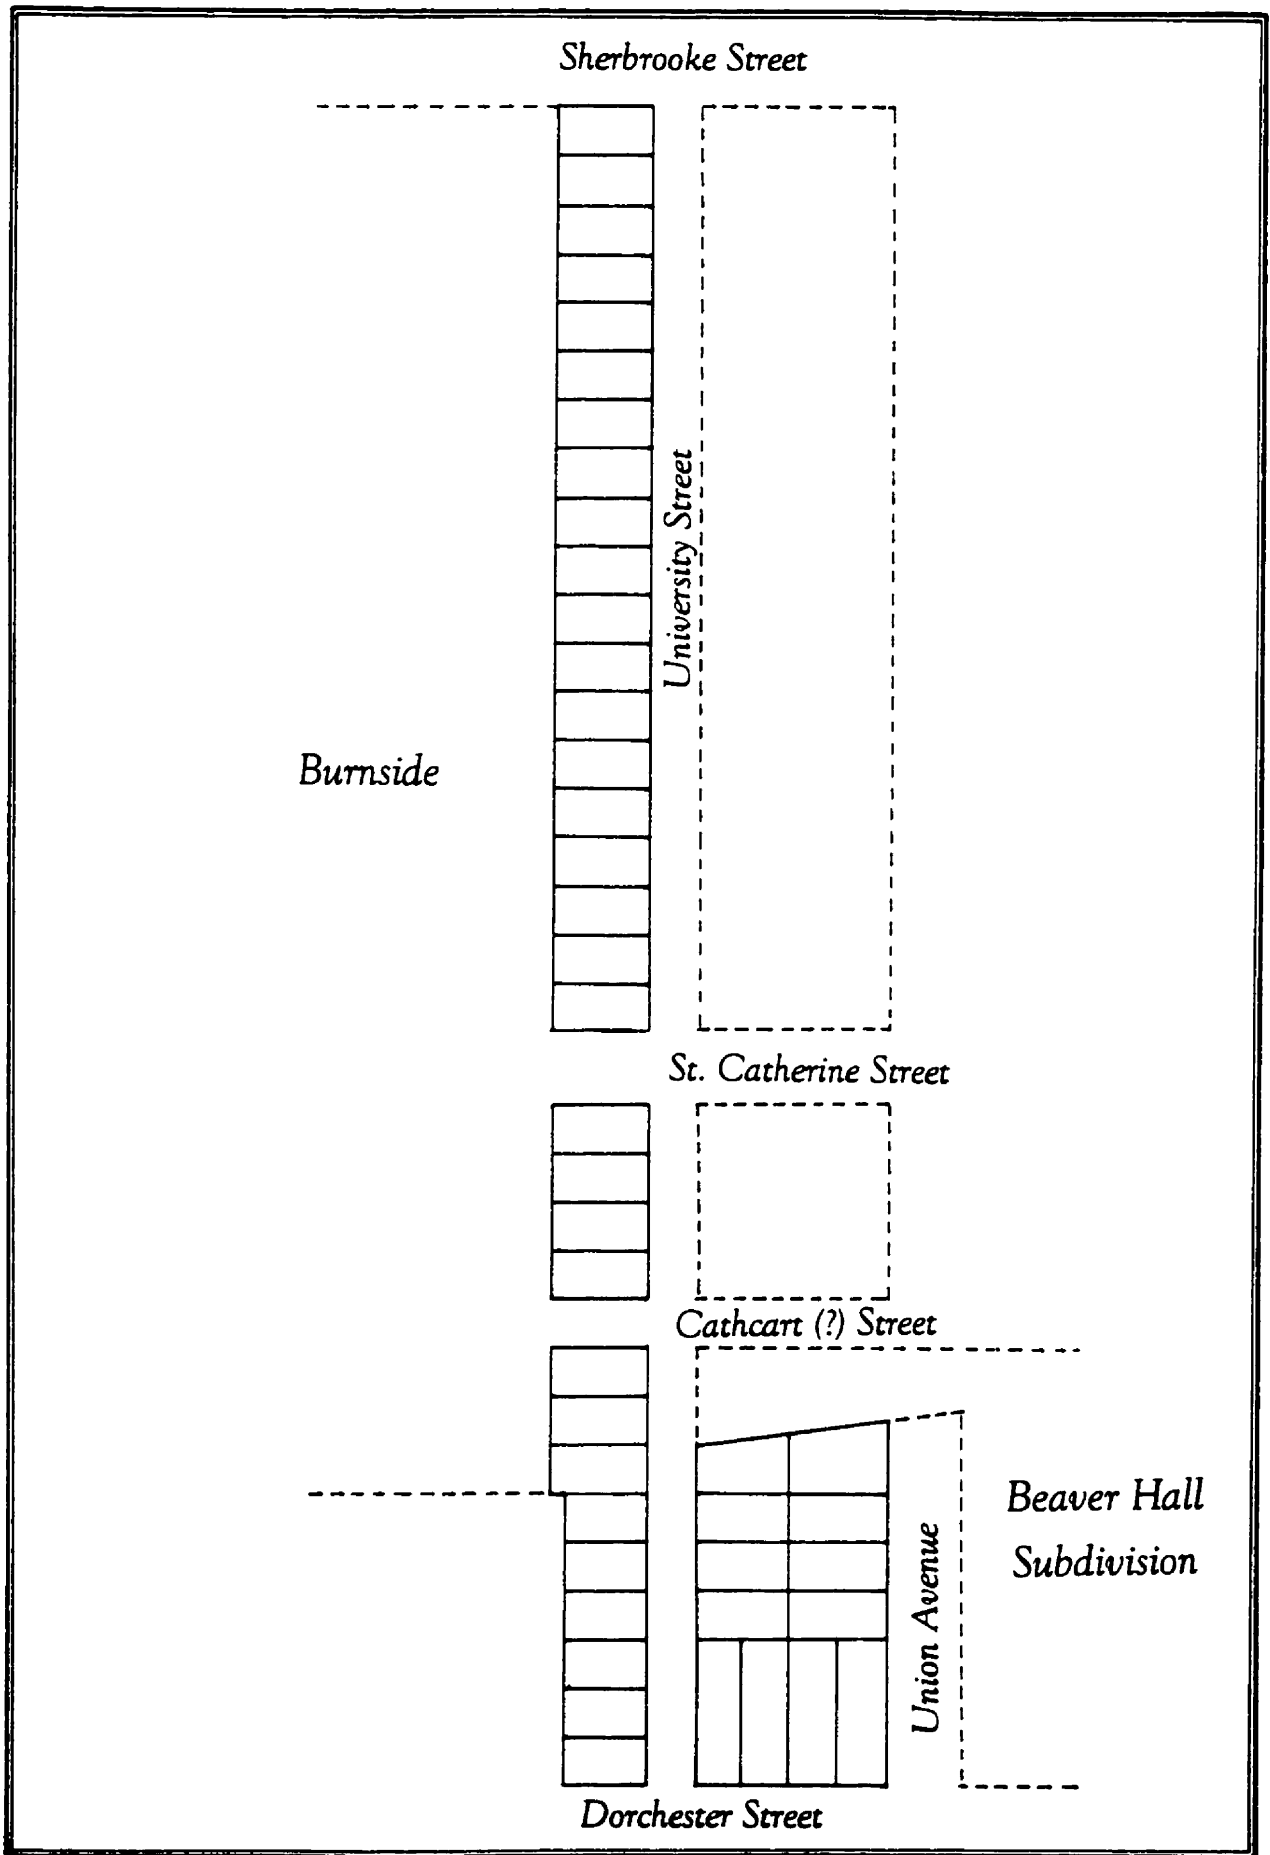 Sherbrooke Street
University Street
Burnside
St. Catherine Street
Cathcart (?) Street
Beaver Hall
Subdivision
Union Avenue
Dorchester Street